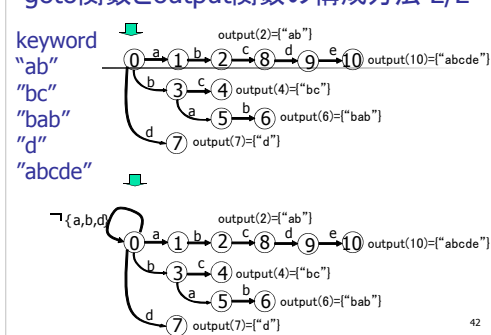 goto関数とoutput関数の構成方法 2/2
keyword
"ab"
"bc"
"bab"
"d"
"abcde"
output(2)={"ab"}
0 a 1 b 2 c 8 d 9 e 10 output(10)={"abcde"}
b 3 c 4 output(4)={"bc"}
a 5 b 6 output(6)={"bab"}
d 7 output(7)={"d"}
￢{a,b,d}
output(2)={"ab"}
0 a 1 b 2 c 8 d 9 e 10 output(10)={"abcde"}
b 3 c 4 output(4)={"bc"}
a 5 b 6 output(6)={"bab"}
d 7 output(7)={"d"}
42